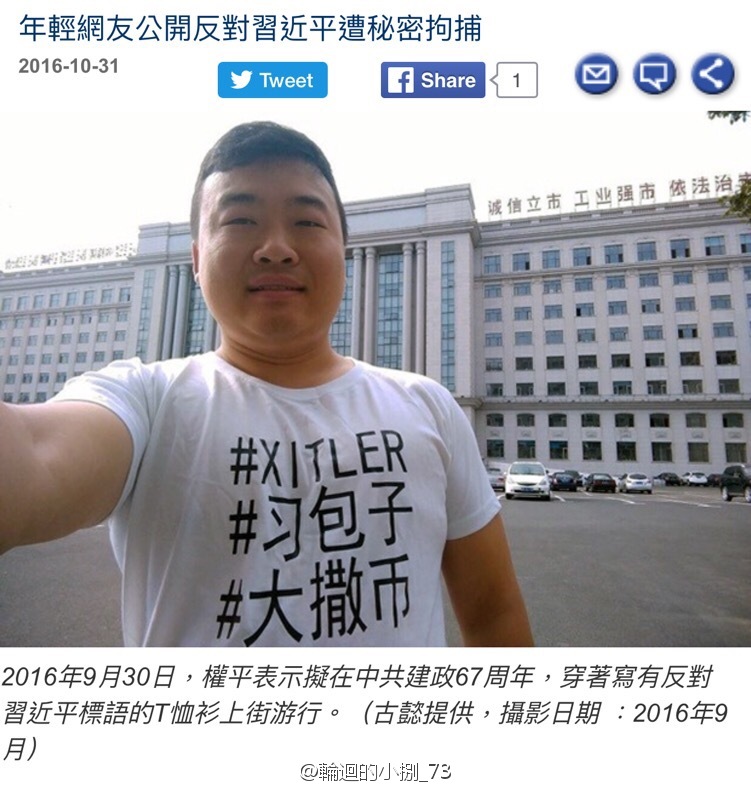 年輕網友公開反對習近平遭秘密拘捕
2016-10-31
Tweet
Share
1
诚信立市 工业强市 依法治市
#XITLER
#习包子
#大撒币
2016年9月30日，權平表示擬在中共建政67周年，穿著寫有反對
習近平標語的T恤衫上街游行。（古懿提供，攝影日期 ：2016年9
月）
@輪迴的小捌_73